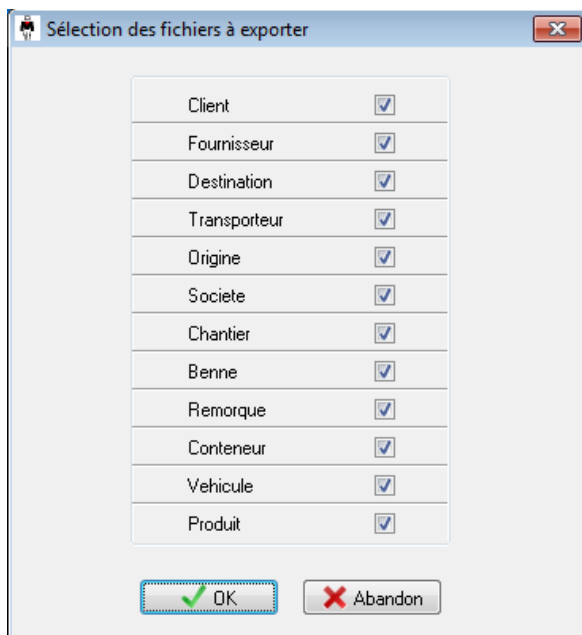 Sélection des fichiers à exporter
Client
Fournisseur
Destination
Transporteur
Origine
Societe
Chantier
Benne
Remorque
Conteneur
Vehicule
Produit
OK
Abandon